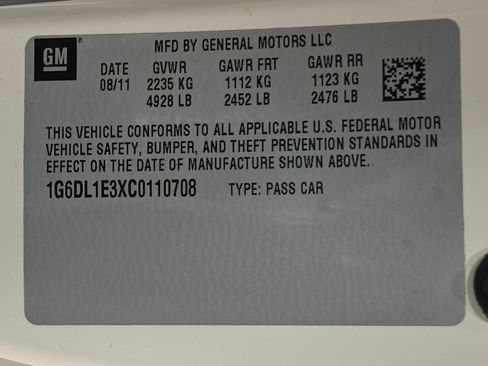 GM
MFD BY GENERAL MOTORS LLC
DATE GVWR GAWR FRT GAWR RR
08/11 2235 KG 1112 KG 1123 KG
4928 LB 2452 LB 2476 LB
THIS VEHICLE CONFORMS TO ALL APPLICABLE U.S. FEDERAL MOTOR
VEHICLE SAFETY, BUMPER, AND THEFT PREVENTION STANDARDS IN
EFFECT ON THE DATE OF MANUFACTURE SHOWN ABOVE.
1G6DL1E3XC0110708 TYPE: PASS CAR